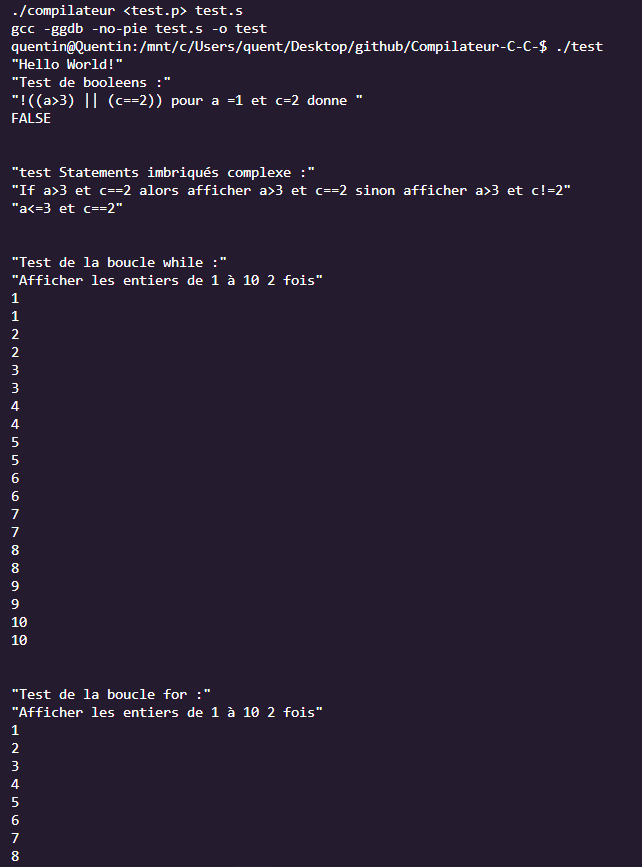 ./compilateur <test.p> test.s
gcc -ggdb -no-pie test.s -o test
quentin@Quentin:/mnt/c/Users/quent/Desktop/github/Compilateur-C-C-$ ./test
"Hello World!"
"Test de booleens :"
"!((a>3) || (c==2)) pour a =1 et c=2 donne "
FALSE
"test Statements imbriqués complexe :"
"If a>3 et c==2 alors afficher a>3 et c==2 sinon afficher a>3 et c!=2"
"a<=3 et c==2"
"Test de la boucle while :"
"Afficher les entiers de 1 à 10 2 fois"
1
1
2
2
3
3
4
4
5
5
6
6
7
7
8
8
9
9
10
10
"Test de la boucle for :"
"Afficher les entiers de 1 à 10 2 fois"
1
2
3
4
5
6
7
8